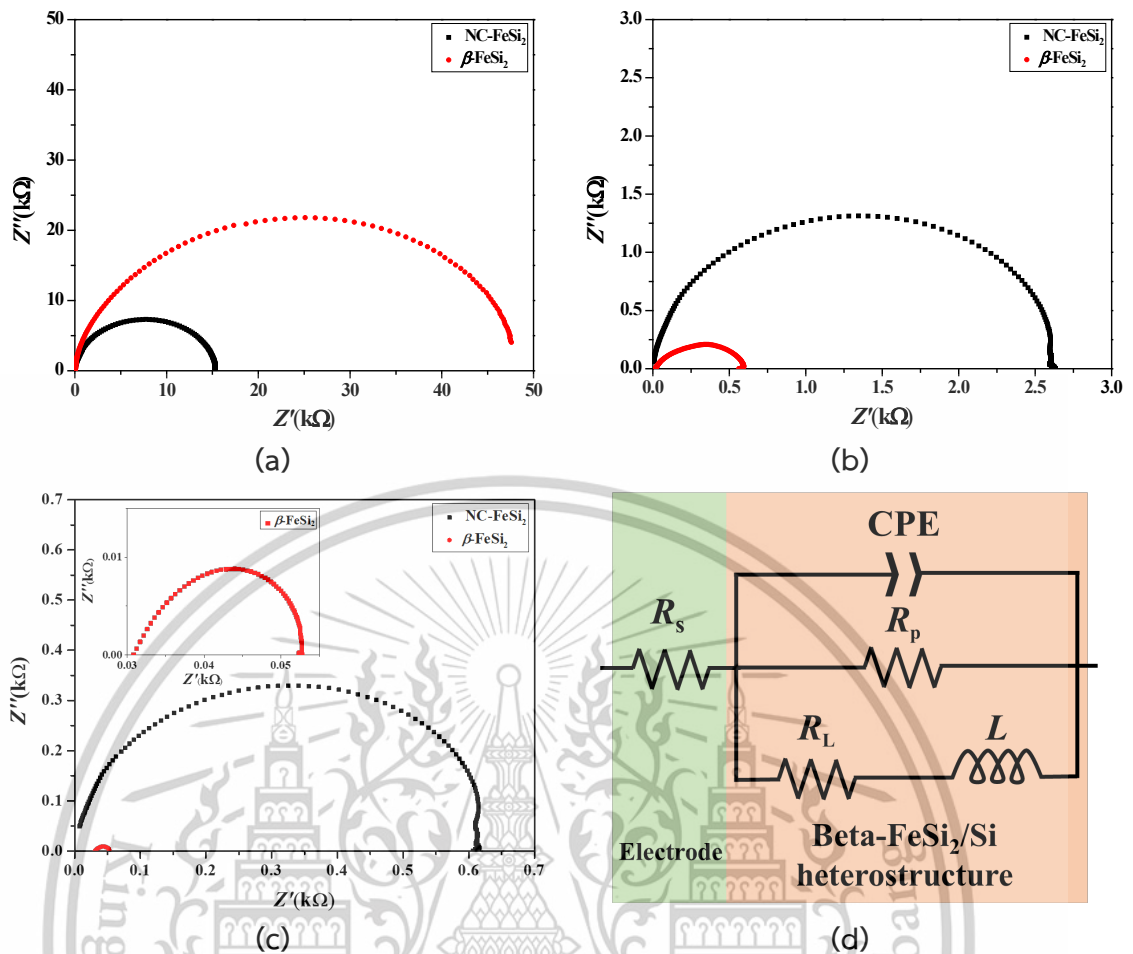 50
40
30
20
10
0
0
10
20
30
40
50
Z''(kΩ)
Z'(kΩ)
NC-FeSi₂
β-FeSi₂
(a)
3.0
2.5
2.0
1.5
1.0
0.5
0.0
0.0
0.5
1.0
1.5
2.0
2.5
3.0
Z''(kΩ)
Z'(kΩ)
NC-FeSi₂
β-FeSi₂
(b)
0.7
0.6
0.5
0.4
0.3
0.2
0.1
0.0
0.0
0.1
0.2
0.3
0.4
0.5
0.6
0.7
Z''(kΩ)
Z'(kΩ)
NC-FeSi₂
β-FeSi₂
β-FeSi₂
0.01
0.00
0.03
0.04
0.05
Z''(kΩ)
Z'(kΩ)
(c)
CPE
Rₛ
Rₚ
R_L
L
Electrode
Beta-FeSi₂/Si
heterostructure
(d)
King
bang